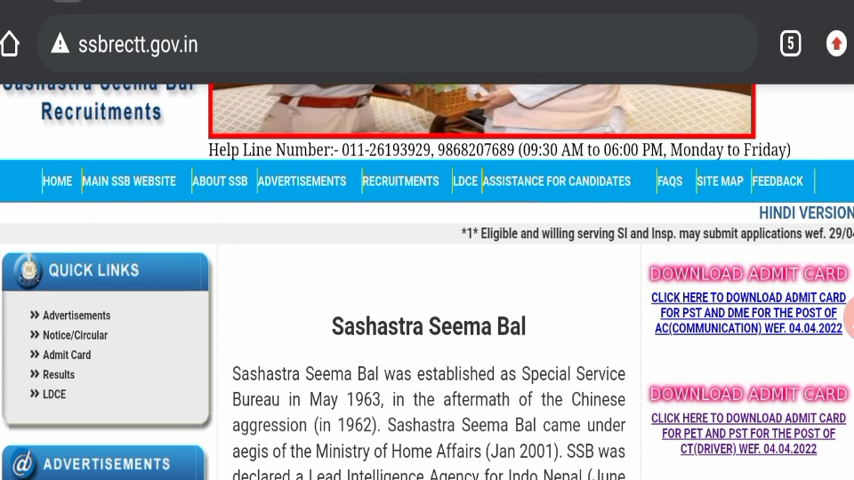 ssbrectt.gov.in
5
Sashastra Seema Bal
Recruitments
Help Line Number:- 011-26193929, 9868207689 (09:30 AM to 06:00 PM, Monday to Friday)
HOME MAIN SSB WEBSITE ABOUT SSB ADVERTISEMENTS RECRUITMENTS LDCE ASSISTANCE FOR CANDIDATES FAQS SITE MAP FEEDBACK
HINDI VERSION
*1* Eligible and willing serving SI and Insp. may submit applications wef. 29/04
QUICK LINKS
>> Advertisements
>> Notice/Circular
>> Admit Card
>> Results
>> LDCE
@ ADVERTISEMENTS
Sashastra Seema Bal
Sashastra Seema Bal was established as Special Service
Bureau in May 1963, in the aftermath of the Chinese
aggression (in 1962). Sashastra Seema Bal came under
aegis of the Ministry of Home Affairs (Jan 2001). SSB was
declared a Lead Intelligence Agency for Indo Nepal (June
DOWNLOAD ADMIT CARD
CLICK HERE TO DOWNLOAD ADMIT CARD
FOR PST AND DME FOR THE POST OF
AC(COMMUNICATION) WEF. 04.04.2022
DOWNLOAD ADMIT CARD
CLICK HERE TO DOWNLOAD ADMIT CARD
FOR PET AND PST FOR THE POST OF
CT(DRIVER) WEF. 04.04.2022